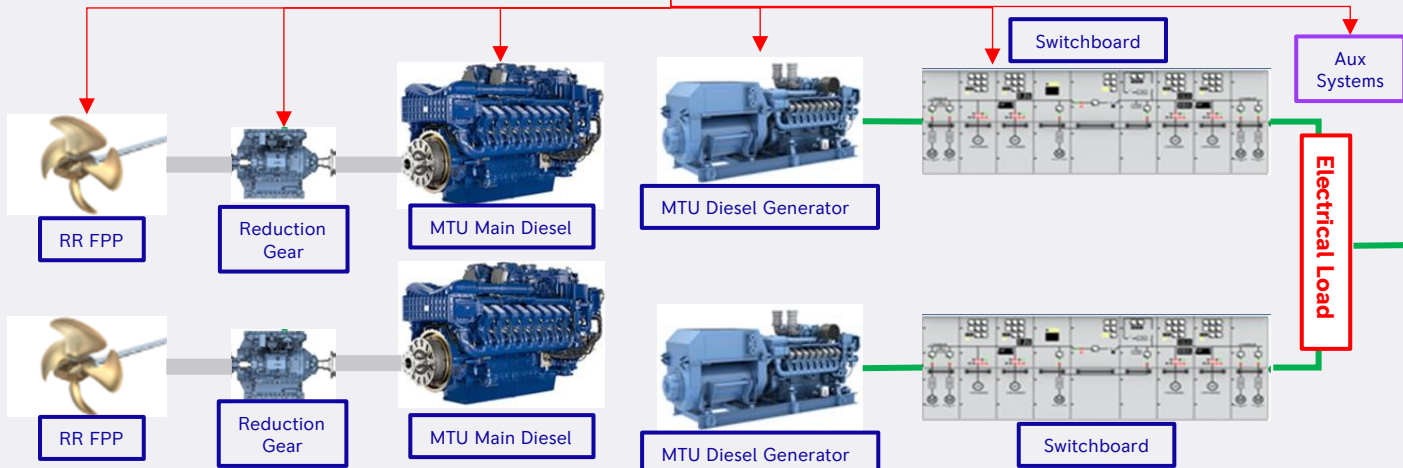 Switchboard
Aux
Systems
RR FPP
Reduction
Gear
MTU Main Diesel
MTU Diesel Generator
Electrical Load
RR FPP
Reduction
Gear
MTU Main Diesel
MTU Diesel Generator
Switchboard